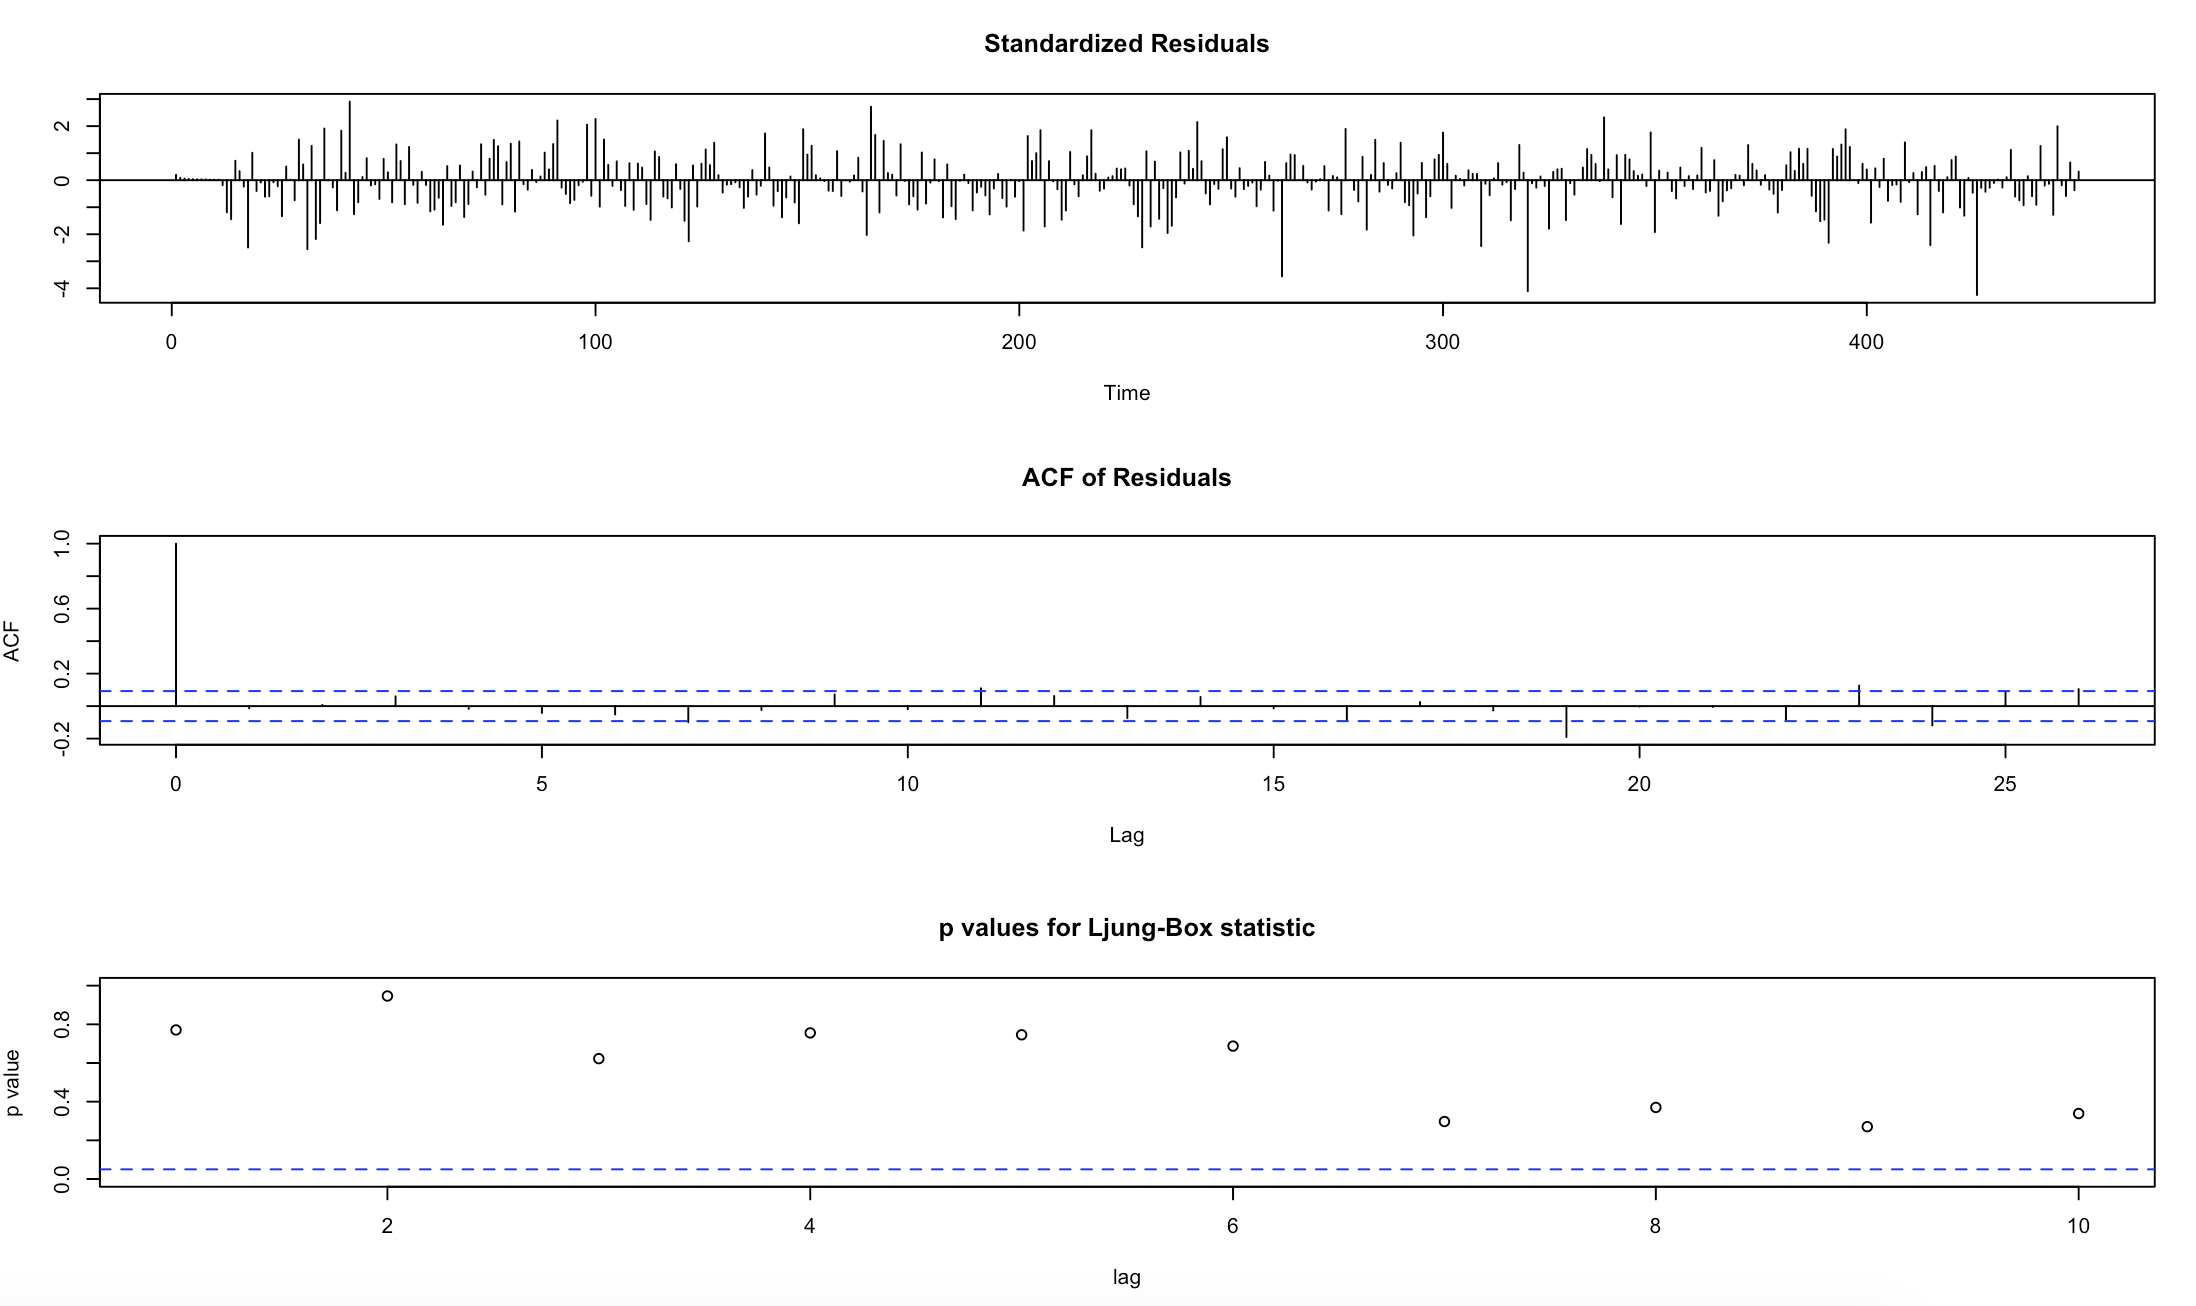 Standardized Residuals
2
0
-2
-4
0 100 200 300 400
Time
ACF of Residuals
ACF
1.0
0.6
0.2
-0.2
0 5 10 15 20 25
Lag
p values for Ljung-Box statistic
p value
0.8
0.4
0.0
2 4 6 8 10
lag